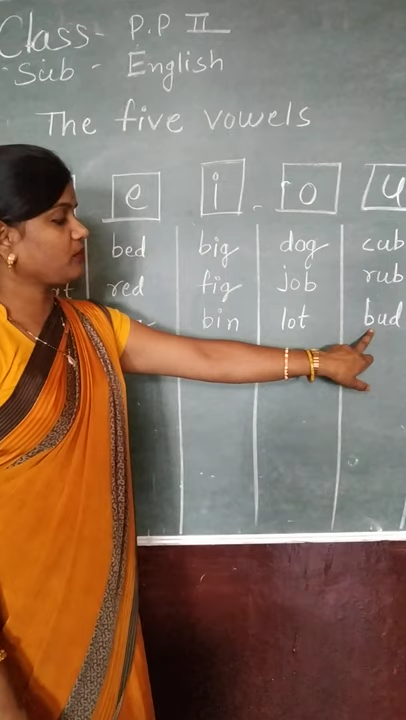 Class - P.P II
Sub - English
The five vowels
e i o u
bed big dog cub
red fig job rub
bin lot bud